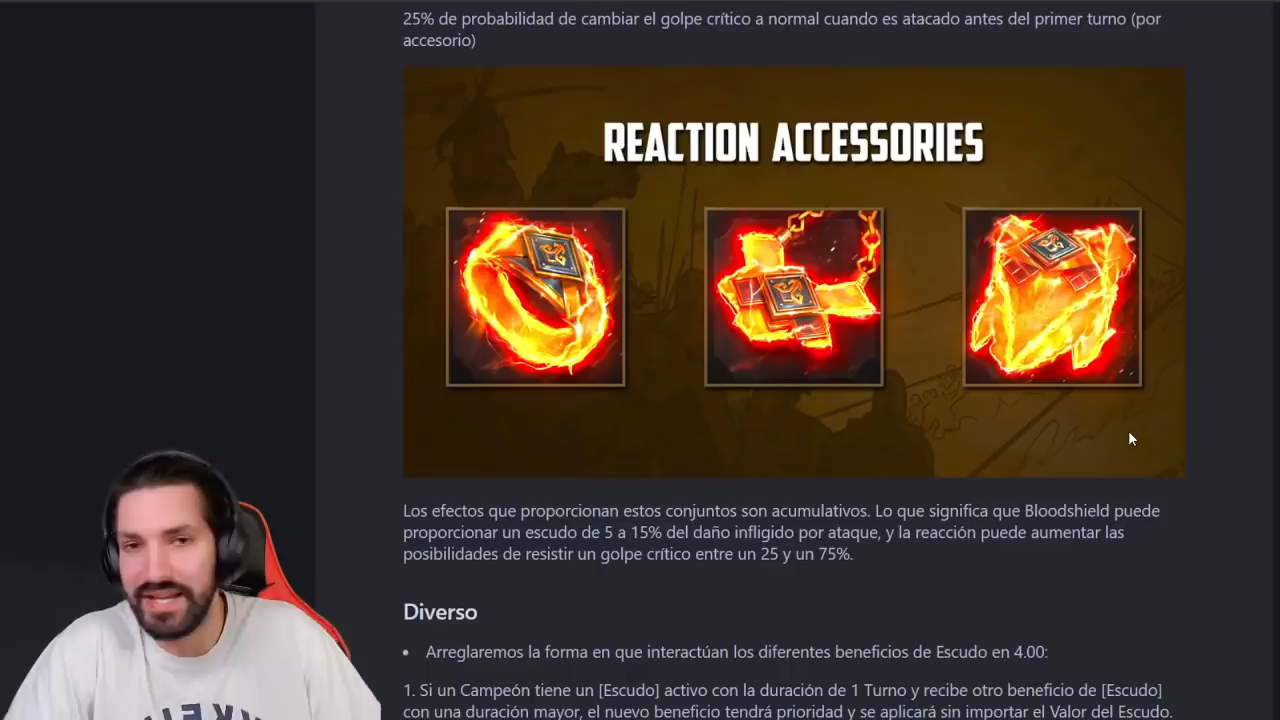 25% de probabilidad de cambiar el golpe crítico a normal cuando es atacado antes del primer turno (por
accesorio)
REACTION ACCESSORIES
Los efectos que proporcionan estos conjuntos son acumulativos. Lo que significa que Bloodshield puede
proporcionar un escudo de 5 a 15% del daño infligido por ataque, y la reacción puede aumentar las
posibilidades de resistir un golpe crítico entre un 25 y un 75%.
Diverso
• Arreglaremos la forma en que interactúan los diferentes beneficios de Escudo en 4.00:
1. Si un Campeón tiene un [Escudo] activo con la duración de 1 Turno y recibe otro beneficio de [Escudo]
con una duración mayor, el nuevo beneficio tendrá prioridad y se aplicará sin importar el Valor del Escudo.